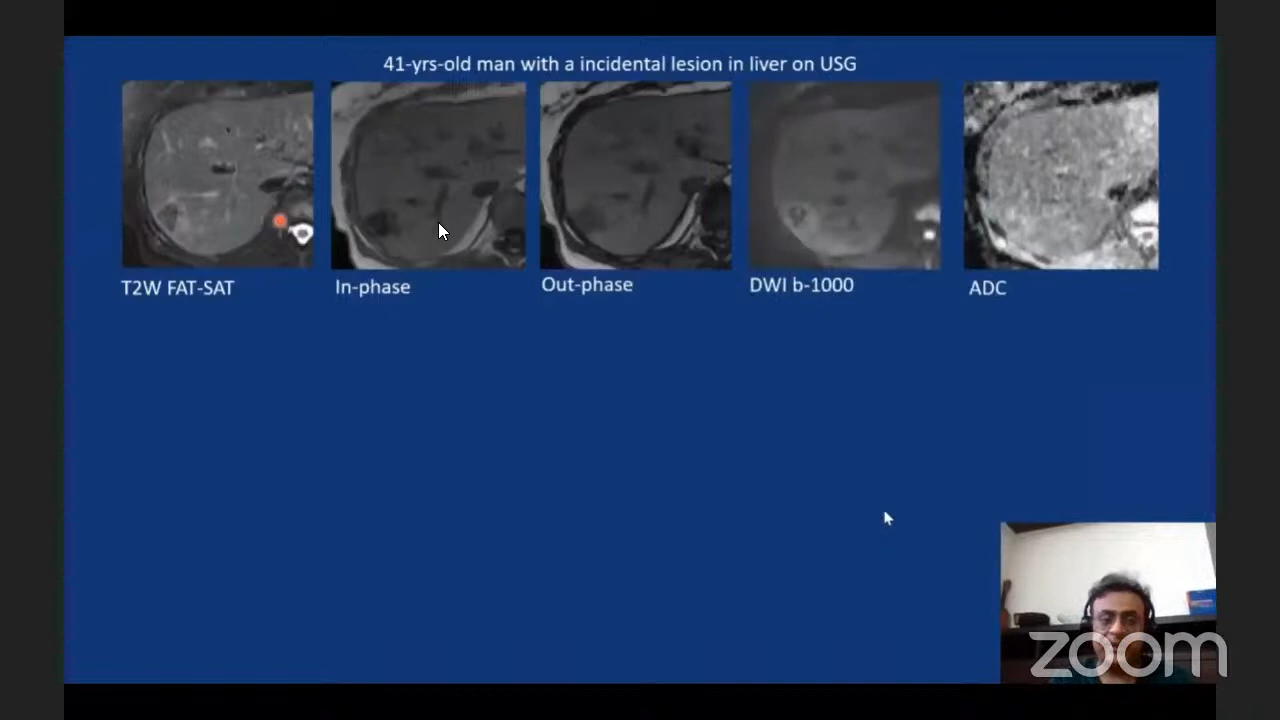 41-yrs-old man with a incidental lesion in liver on USG
T2W FAT-SAT
In-phase
Out-phase
DWI b-1000
ADC
zoom